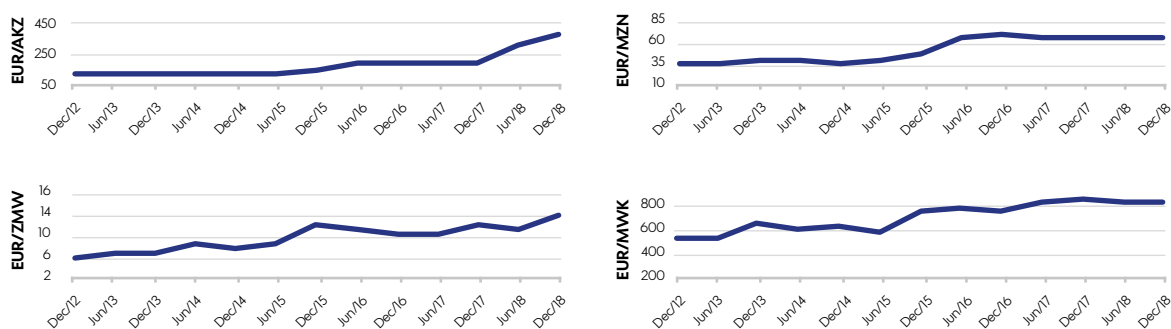 EUR/AKZ
450
250
50
Dec/12 Jun/13 Dec/13 Jun/14 Dec/14 Jun/15 Dec/15 Jun/16 Dec/16 Jun/17 Dec/17 Jun/18 Dec/18
EUR/MZN
85
60
35
10
Dec/12 Jun/13 Dec/13 Jun/14 Dec/14 Jun/15 Dec/15 Jun/16 Dec/16 Jun/17 Dec/17 Jun/18 Dec/18
EUR/ZMW
16
14
10
6
2
Dec/12 Jun/13 Dec/13 Jun/14 Dec/14 Jun/15 Dec/15 Jun/16 Dec/16 Jun/17 Dec/17 Jun/18 Dec/18
EUR/MWK
800
600
400
200
Dec/12 Jun/13 Dec/13 Jun/14 Dec/14 Jun/15 Dec/15 Jun/16 Dec/16 Jun/17 Dec/17 Jun/18 Dec/18